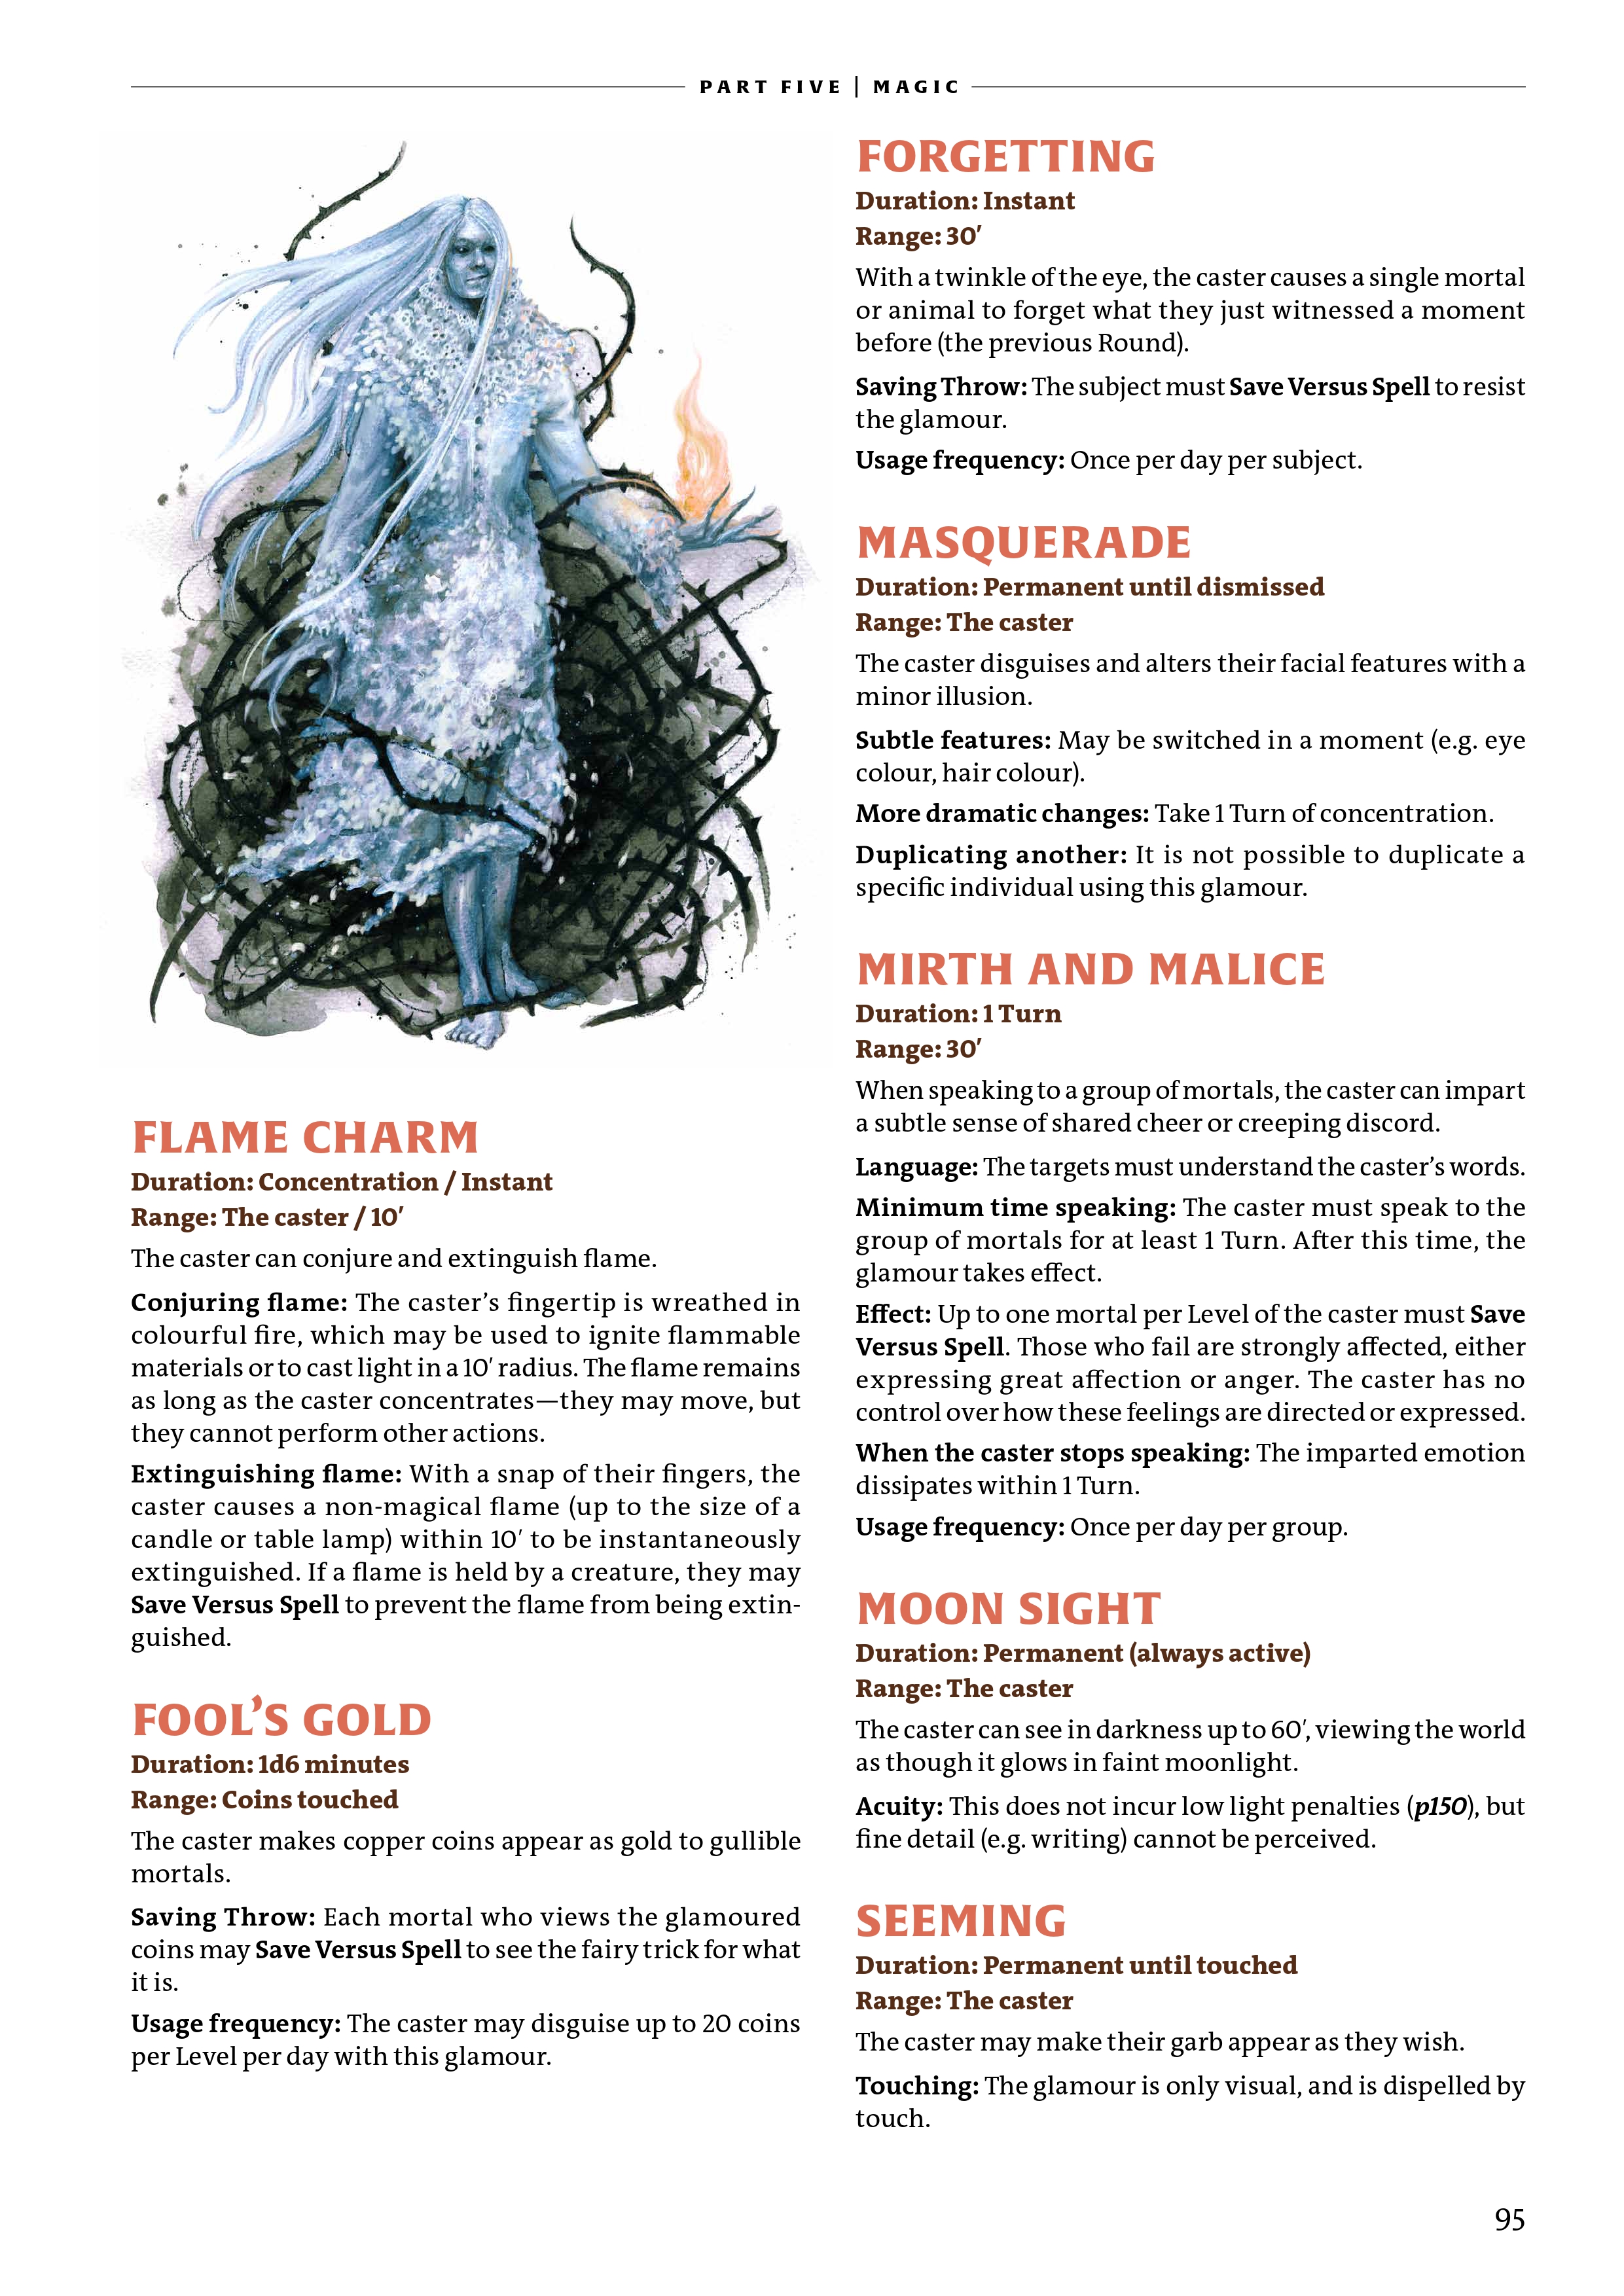 PART FIVE | MAGIC
FLAME CHARM
Duration: Concentration / Instant
Range: The caster / 10′
The caster can conjure and extinguish flame.
Conjuring flame: The caster’s fingertip is wreathed in
colourful fire, which may be used to ignite flammable
materials or to cast light in a 10′ radius. The flame remains
as long as the caster concentrates—they may move, but
they cannot perform other actions.
Extinguishing flame: With a snap of their fingers, the
caster causes a non-magical flame (up to the size of a
candle or table lamp) within 10′ to be instantaneously
extinguished. If a flame is held by a creature, they may
Save Versus Spell to prevent the flame from being extin-
guished.
FOOL’S GOLD
Duration: 1d6 minutes
Range: Coins touched
The caster makes copper coins appear as gold to gullible
mortals.
Saving Throw: Each mortal who views the glamoured
coins may Save Versus Spell to see the fairy trick for what
it is.
Usage frequency: The caster may disguise up to 20 coins
per Level per day with this glamour.
FORGETTING
Duration: Instant
Range: 30′
With a twinkle of the eye, the caster causes a single mortal
or animal to forget what they just witnessed a moment
before (the previous Round).
Saving Throw: The subject must Save Versus Spell to resist
the glamour.
Usage frequency: Once per day per subject.
MASQUERADE
Duration: Permanent until dismissed
Range: The caster
The caster disguises and alters their facial features with a
minor illusion.
Subtle features: May be switched in a moment (e.g. eye
colour, hair colour).
More dramatic changes: Take 1 Turn of concentration.
Duplicating another: It is not possible to duplicate a
specific individual using this glamour.
MIRTH AND MALICE
Duration: 1 Turn
Range: 30′
When speaking to a group of mortals, the caster can impart
a subtle sense of shared cheer or creeping discord.
Language: The targets must understand the caster’s words.
Minimum time speaking: The caster must speak to the
group of mortals for at least 1 Turn. After this time, the
glamour takes effect.
Effect: Up to one mortal per Level of the caster must Save
Versus Spell. Those who fail are strongly affected, either
expressing great affection or anger. The caster has no
control over how these feelings are directed or expressed.
When the caster stops speaking: The imparted emotion
dissipates within 1 Turn.
Usage frequency: Once per day per group.
MOON SIGHT
Duration: Permanent (always active)
Range: The caster
The caster can see in darkness up to 60′, viewing the world
as though it glows in faint moonlight.
Acuity: This does not incur low light penalties (p150), but
fine detail (e.g. writing) cannot be perceived.
SEEMING
Duration: Permanent until touched
Range: The caster
The caster may make their garb appear as they wish.
Touching: The glamour is only visual, and is dispelled by
touch.
95